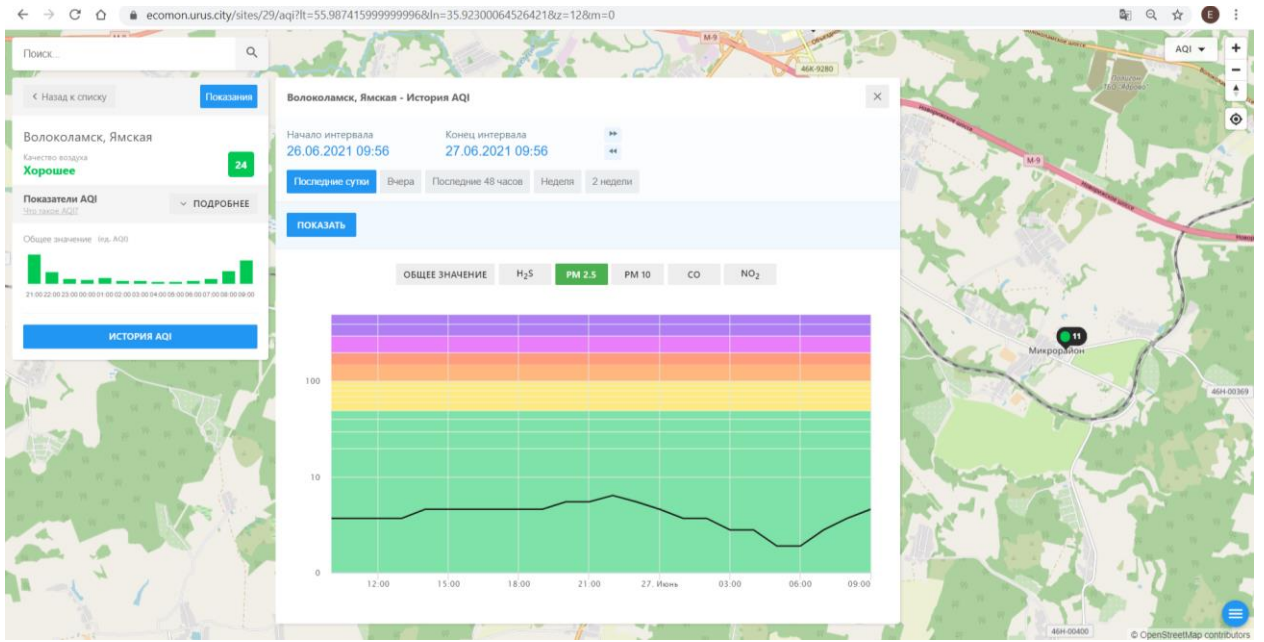 ecomon.urus.city/sites/29/aqi?lt=55.987415999999996&ln=35.92300064526421&z=12&m=0
E
Поиск...
М-9
46К-9280
AQI
+
−
< Назад к списку
Показания
Волоколамск, Ямская - История AQI
×
Волоколамск, Ямская
Качество воздуха
Хорошее
24
Начало интервала
Конец интервала
26.06.2021 09:56
27.06.2021 09:56
Последние сутки
Вчера
Последние 48 часов
Неделя
2 недели
Показатели AQI
Что такое AQI?
ПОДРОБНЕЕ
ПОКАЗАТЬ
Общее значение (ед. AQI)
21:00 22:00 23:00 00:00 01:00 02:00 03:00 04:00 05:00 06:00 07:00 08:00 09:00
ИСТОРИЯ AQI
ОБЩЕЕ ЗНАЧЕНИЕ
H₂S
PM 2.5
PM 10
CO
NO₂
100
10
0
12:00
15:00
18:00
21:00
27. Июнь
03:00
06:00
09:00
М-9
Новорижское шоссе
11
Микрорайон
46Н-00369
46Н-00400
© OpenStreetMap contributors